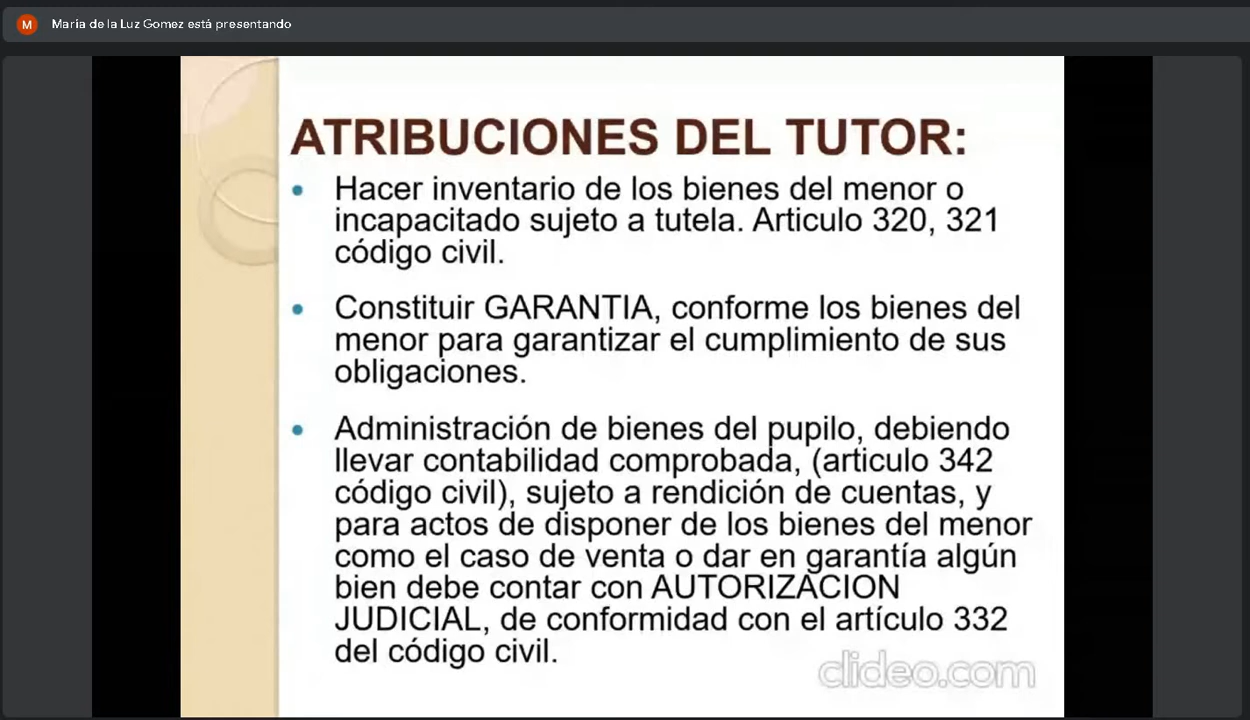 M
Maria de la Luz Gomez está presentando
ATRIBUCIONES DEL TUTOR:
• Hacer inventario de los bienes del menor o
incapacitado sujeto a tutela. Articulo 320, 321
código civil.
• Constituir GARANTIA, conforme los bienes del
menor para garantizar el cumplimiento de sus
obligaciones.
• Administración de bienes del pupilo, debiendo
llevar contabilidad comprobada, (articulo 342
código civil), sujeto a rendición de cuentas, y
para actos de disponer de los bienes del menor
como el caso de venta o dar en garantía algún
bien debe contar con AUTORIZACION
JUDICIAL, de conformidad con el artículo 332
del código civil.
clideo.com